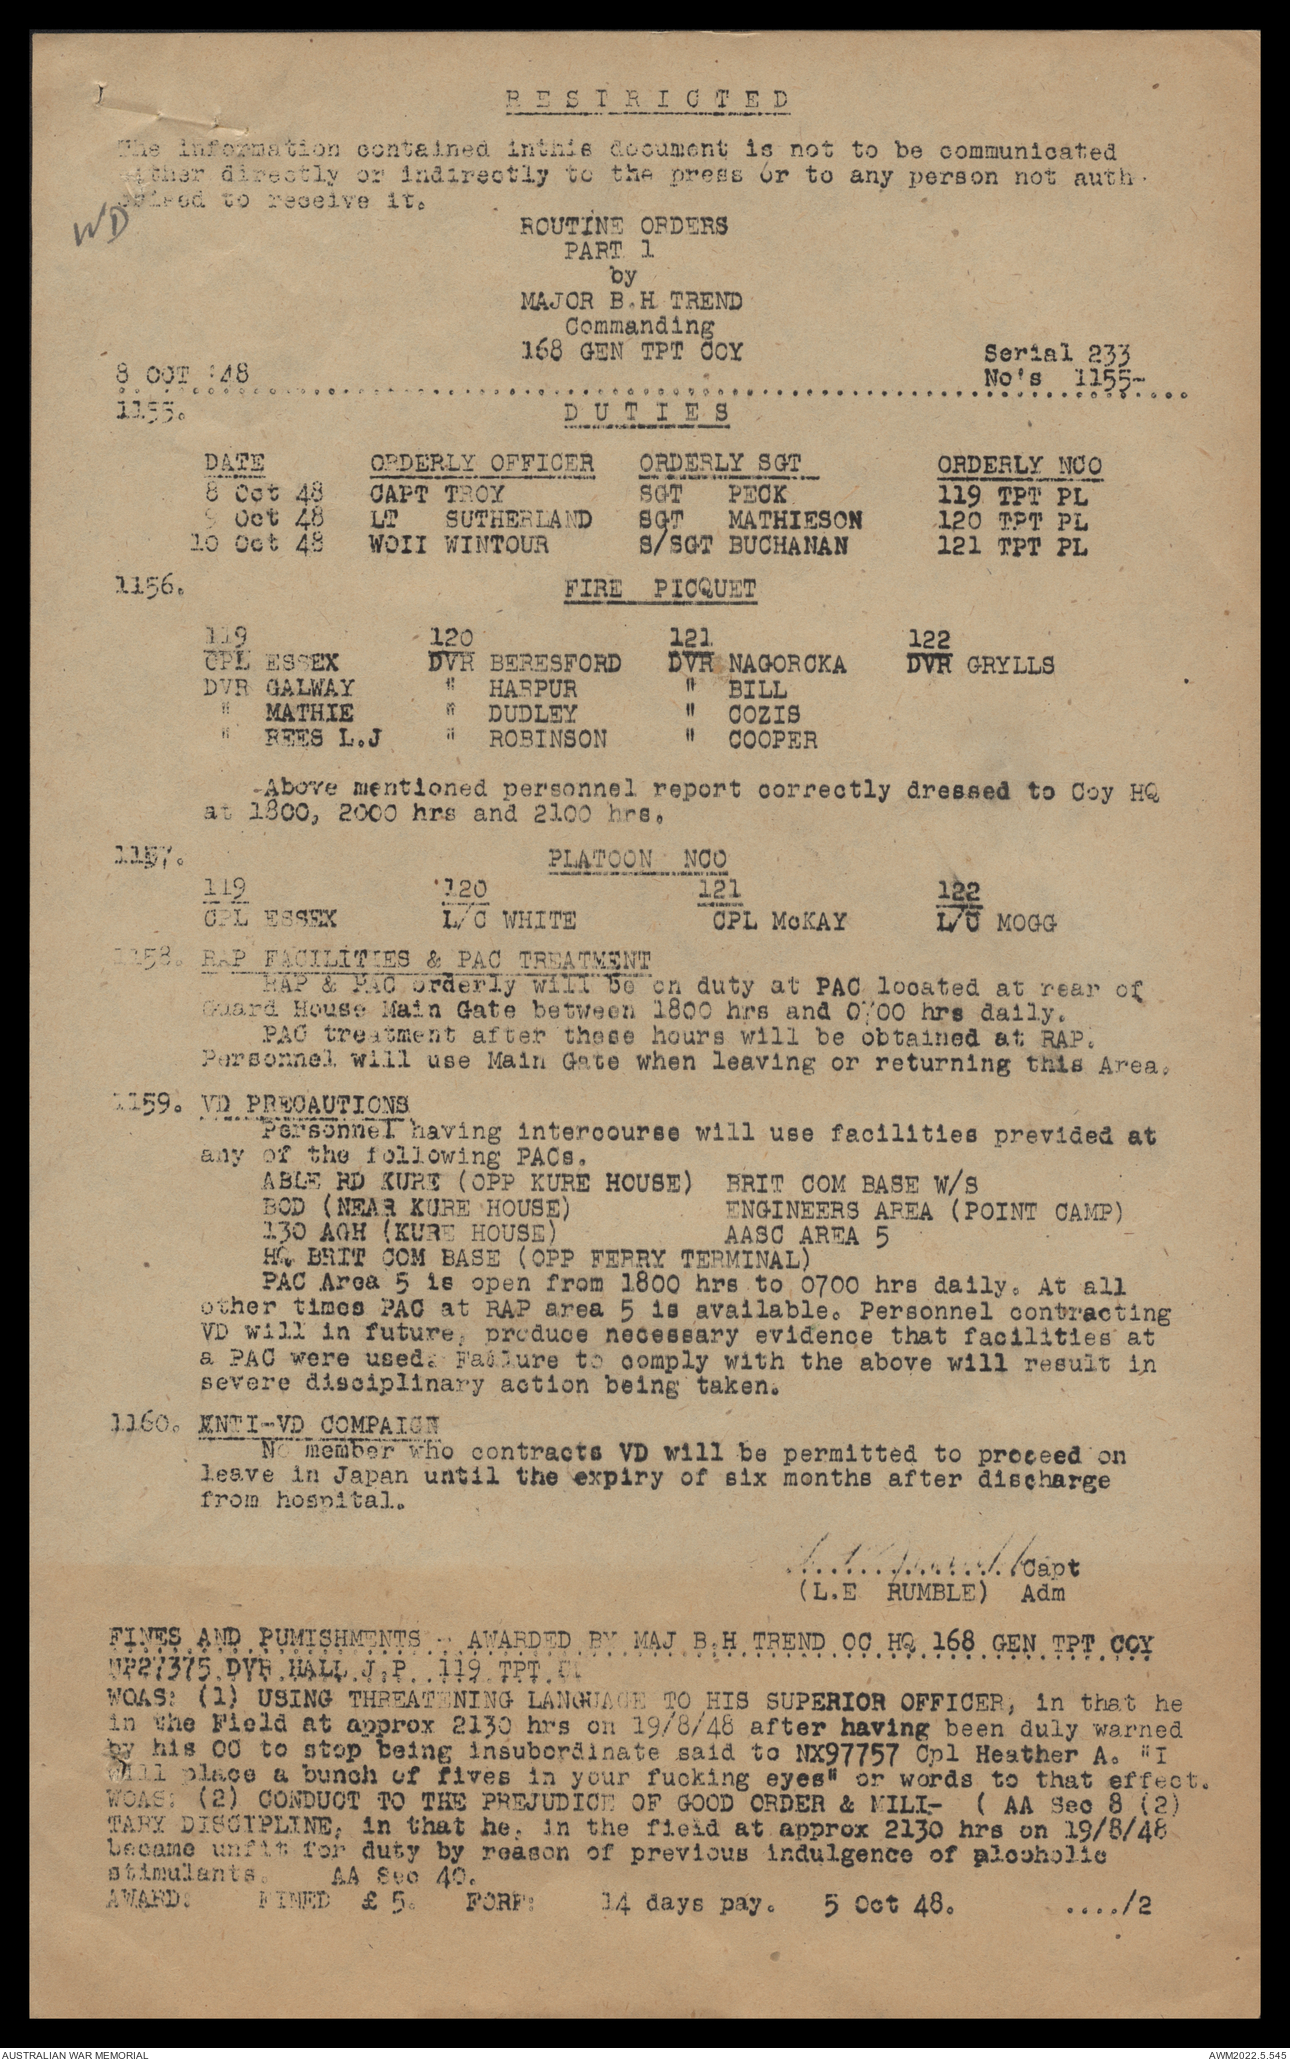 R E S T R I C T E D
The information contained inthis document is not to be communicated
either directly or indirectly to the press or to any person not auth-
orised to receive it.
WD
ROUTINE ORDERS
PART 1
by
MAJOR B.H TREND
Commanding
168 GEN TPT COY
Serial 233
8 OCT '48 No's 1155-
1155. D U T I E S
DATE ORDERLY OFFICER ORDERLY SGT ORDERLY NCO
8 Oct 48 CAPT TROY SGT PECK 119 TPT PL
9 Oct 48 LT SUTHERLAND SGT MATHIESON 120 TPT PL
10 Oct 48 WOII WINTOUR S/SGT BUCHANAN 121 TPT PL
1156. FIRE PICQUET
119 120 121 122
CPL ESSEX DVR BERESFORD DVR NAGORCKA DVR GRYLLS
DVR GALWAY " HARPUR " BILL
" MATHIE " DUDLEY " COZIS
" REES L.J " ROBINSON " COOPER
-Above mentioned personnel report correctly dressed to Coy HQ
at 1800, 2000 hrs and 2100 hrs.
1157. PLATOON NCO
119 120 121 122
CPL ESSEX L/C WHITE CPL McKAY L/C MOGG
1158. RAP FACILITIES & PAC TREATMENT
RAP & PAC orderly will be on duty at PAC located at rear of
Guard House Main Gate between 1800 hrs and 0700 hrs daily.
PAC treatment after these hours will be obtained at RAP.
Personnel will use Main Gate when leaving or returning this Area.
1159. VD PRECAUTIONS
Personnel having intercourse will use facilities previded at
any of the following PACs.
ABLE RD KURE (OPP KURE HOUSE) BRIT COM BASE W/S
BOD (NEAR KURE HOUSE) ENGINEERS AREA (POINT CAMP)
130 AGH (KURE HOUSE) AASC AREA 5
HQ BRIT COM BASE (OPP FERRY TERMINAL)
PAC Area 5 is open from 1800 hrs to 0700 hrs daily. At all
other times PAC at RAP area 5 is available. Personnel contracting
VD will in future, produce necessary evidence that facilities at
a PAC were used. Failure to comply with the above will result in
severe disciplinary action being taken.
1160. ENTI-VD COMPAIGN
No member who contracts VD will be permitted to proceed on
leave in Japan until the expiry of six months after discharge
from hospital.
................Capt
(L.E RUMBLE) Adm
FINES AND PUMISHMENTS - AWARDED BY MAJ B.H TREND OC HQ 168 GEN TPT COY
DVR HALL J.P. 119 TPT
WOAS: (1) USING THREATENING LANGUAGE TO HIS SUPERIOR OFFICER, in that he
in the Field at approx 2130 hrs on 19/8/48 after having been duly warned
by his OC to stop being insubordinate said to NX97757 Cpl Heather A. "I
will place a bunch of fives in your fucking eyes" or words to that effect.
WOAS: (2) CONDUCT TO THE PREJUDICE OF GOOD ORDER & MILI- ( AA Sec 8 (2)
TARY DISCIPLINE, in that he, in the field at approx 2130 hrs on 19/8/48
became unfit for duty by reason of previous indulgence of alcoholic
stimulants. AA Sec 40.
AWARD: FINED £ 5. FORF: 14 days pay. 5 Oct 48. ..../2
AUSTRALIAN WAR MEMORIAL AWM2022.5.545